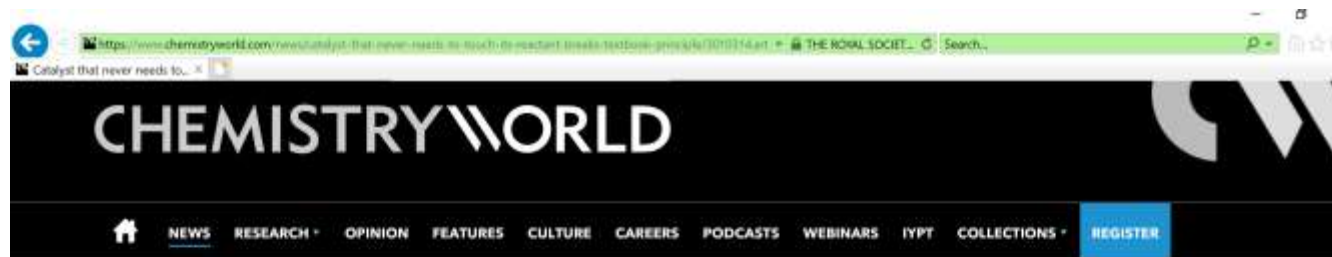 https://www.chemistryworld.com/news/catalyst-that-never-needs-to-touch-its-reactant-breaks-textbook-principle/3010314.art THE ROYAL SOCIET... Search...
Catalyst that never needs to...
CHEMISTRY WORLD
NEWS RESEARCH OPINION FEATURES CULTURE CAREERS PODCASTS WEBINARS IYPT COLLECTIONS REGISTER